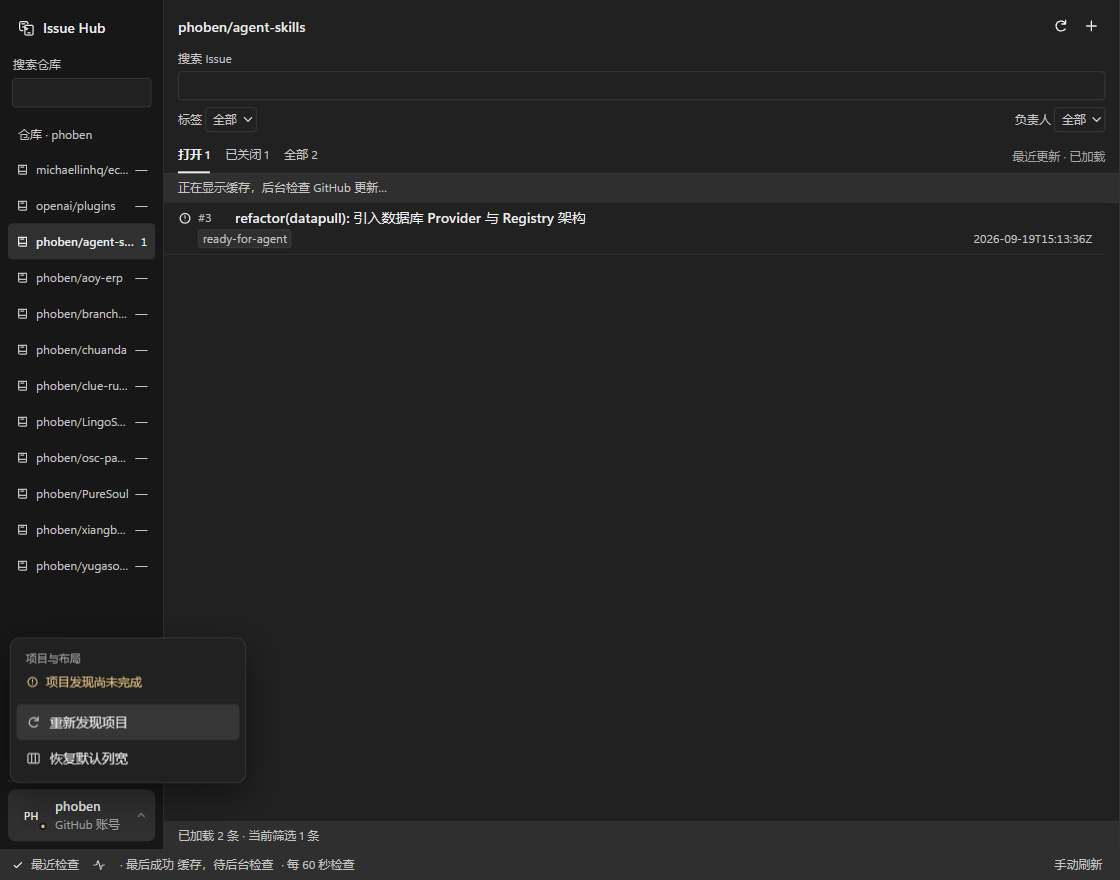 Issue Hub
搜索仓库
仓库 · phoben
michaellinhq/ec... —
openai/plugins —
phoben/agent-s... 1
phoben/aoy-erp —
phoben/branch... —
phoben/chuanda —
phoben/clue-ru... —
phoben/LingoS... —
phoben/osc-pa... —
phoben/PureSoul —
phoben/xiangb... —
phoben/yugaso... —
项目与布局
项目发现尚未完成
重新发现项目
恢复默认列宽
PH
phoben
GitHub 账号
phoben/agent-skills
搜索 Issue
标签 全部
负责人 全部
打开 1 已关闭 1 全部 2
最近更新 · 已加载
正在显示缓存，后台检查 GitHub 更新...
#3 refactor(datapull): 引入数据库 Provider 与 Registry 架构
ready-for-agent
2026-09-19T15:13:36Z
已加载 2 条 · 当前筛选 1 条
最近检查 · 最后成功 缓存，待后台检查 · 每 60 秒检查
手动刷新